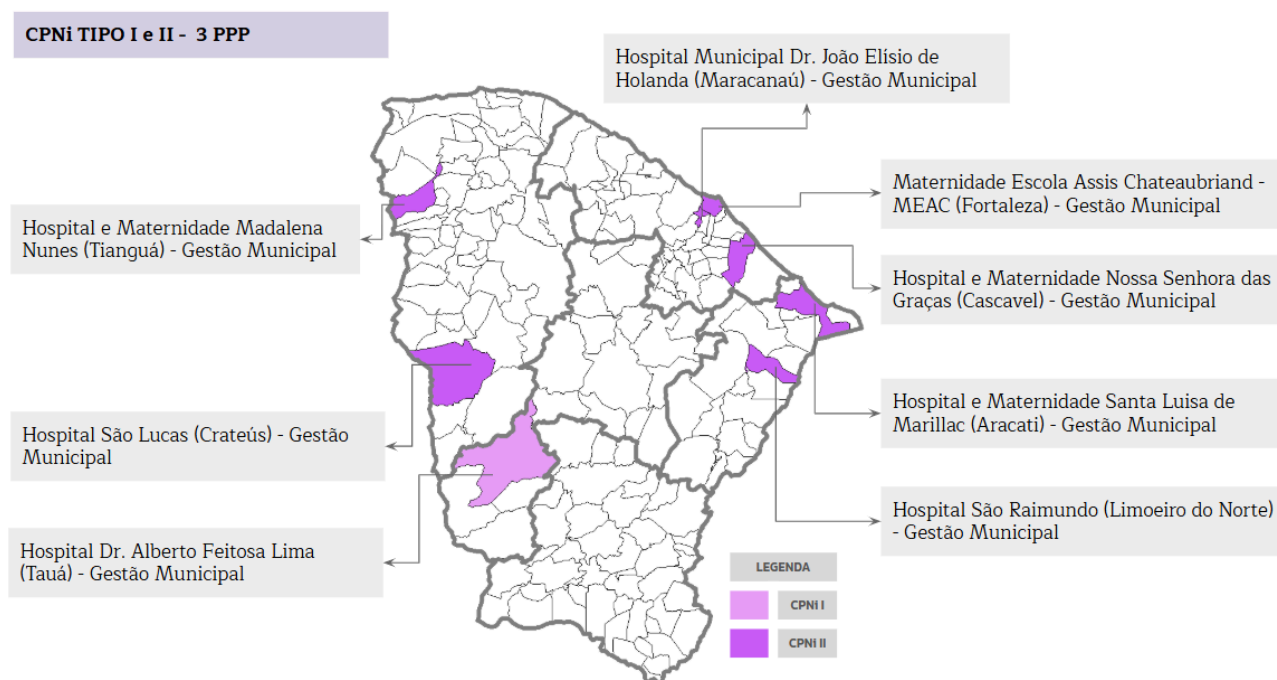 CPNi TIPO I e II - 3 PPP
Hospital Municipal Dr. João Elísio de
Holanda (Maracanaú) - Gestão Municipal
Maternidade Escola Assis Chateaubriand -
MEAC (Fortaleza) - Gestão Municipal
Hospital e Maternidade Madalena
Nunes (Tianguá) - Gestão Municipal
Hospital e Maternidade Nossa Senhora das
Graças (Cascavel) - Gestão Municipal
Hospital e Maternidade Santa Luisa de
Marillac (Aracati) - Gestão Municipal
Hospital São Lucas (Crateús) - Gestão
Municipal
Hospital São Raimundo (Limoeiro do Norte)
- Gestão Municipal
Hospital Dr. Alberto Feitosa Lima
(Tauá) - Gestão Municipal
LEGENDA
CPNi I
CPNi II